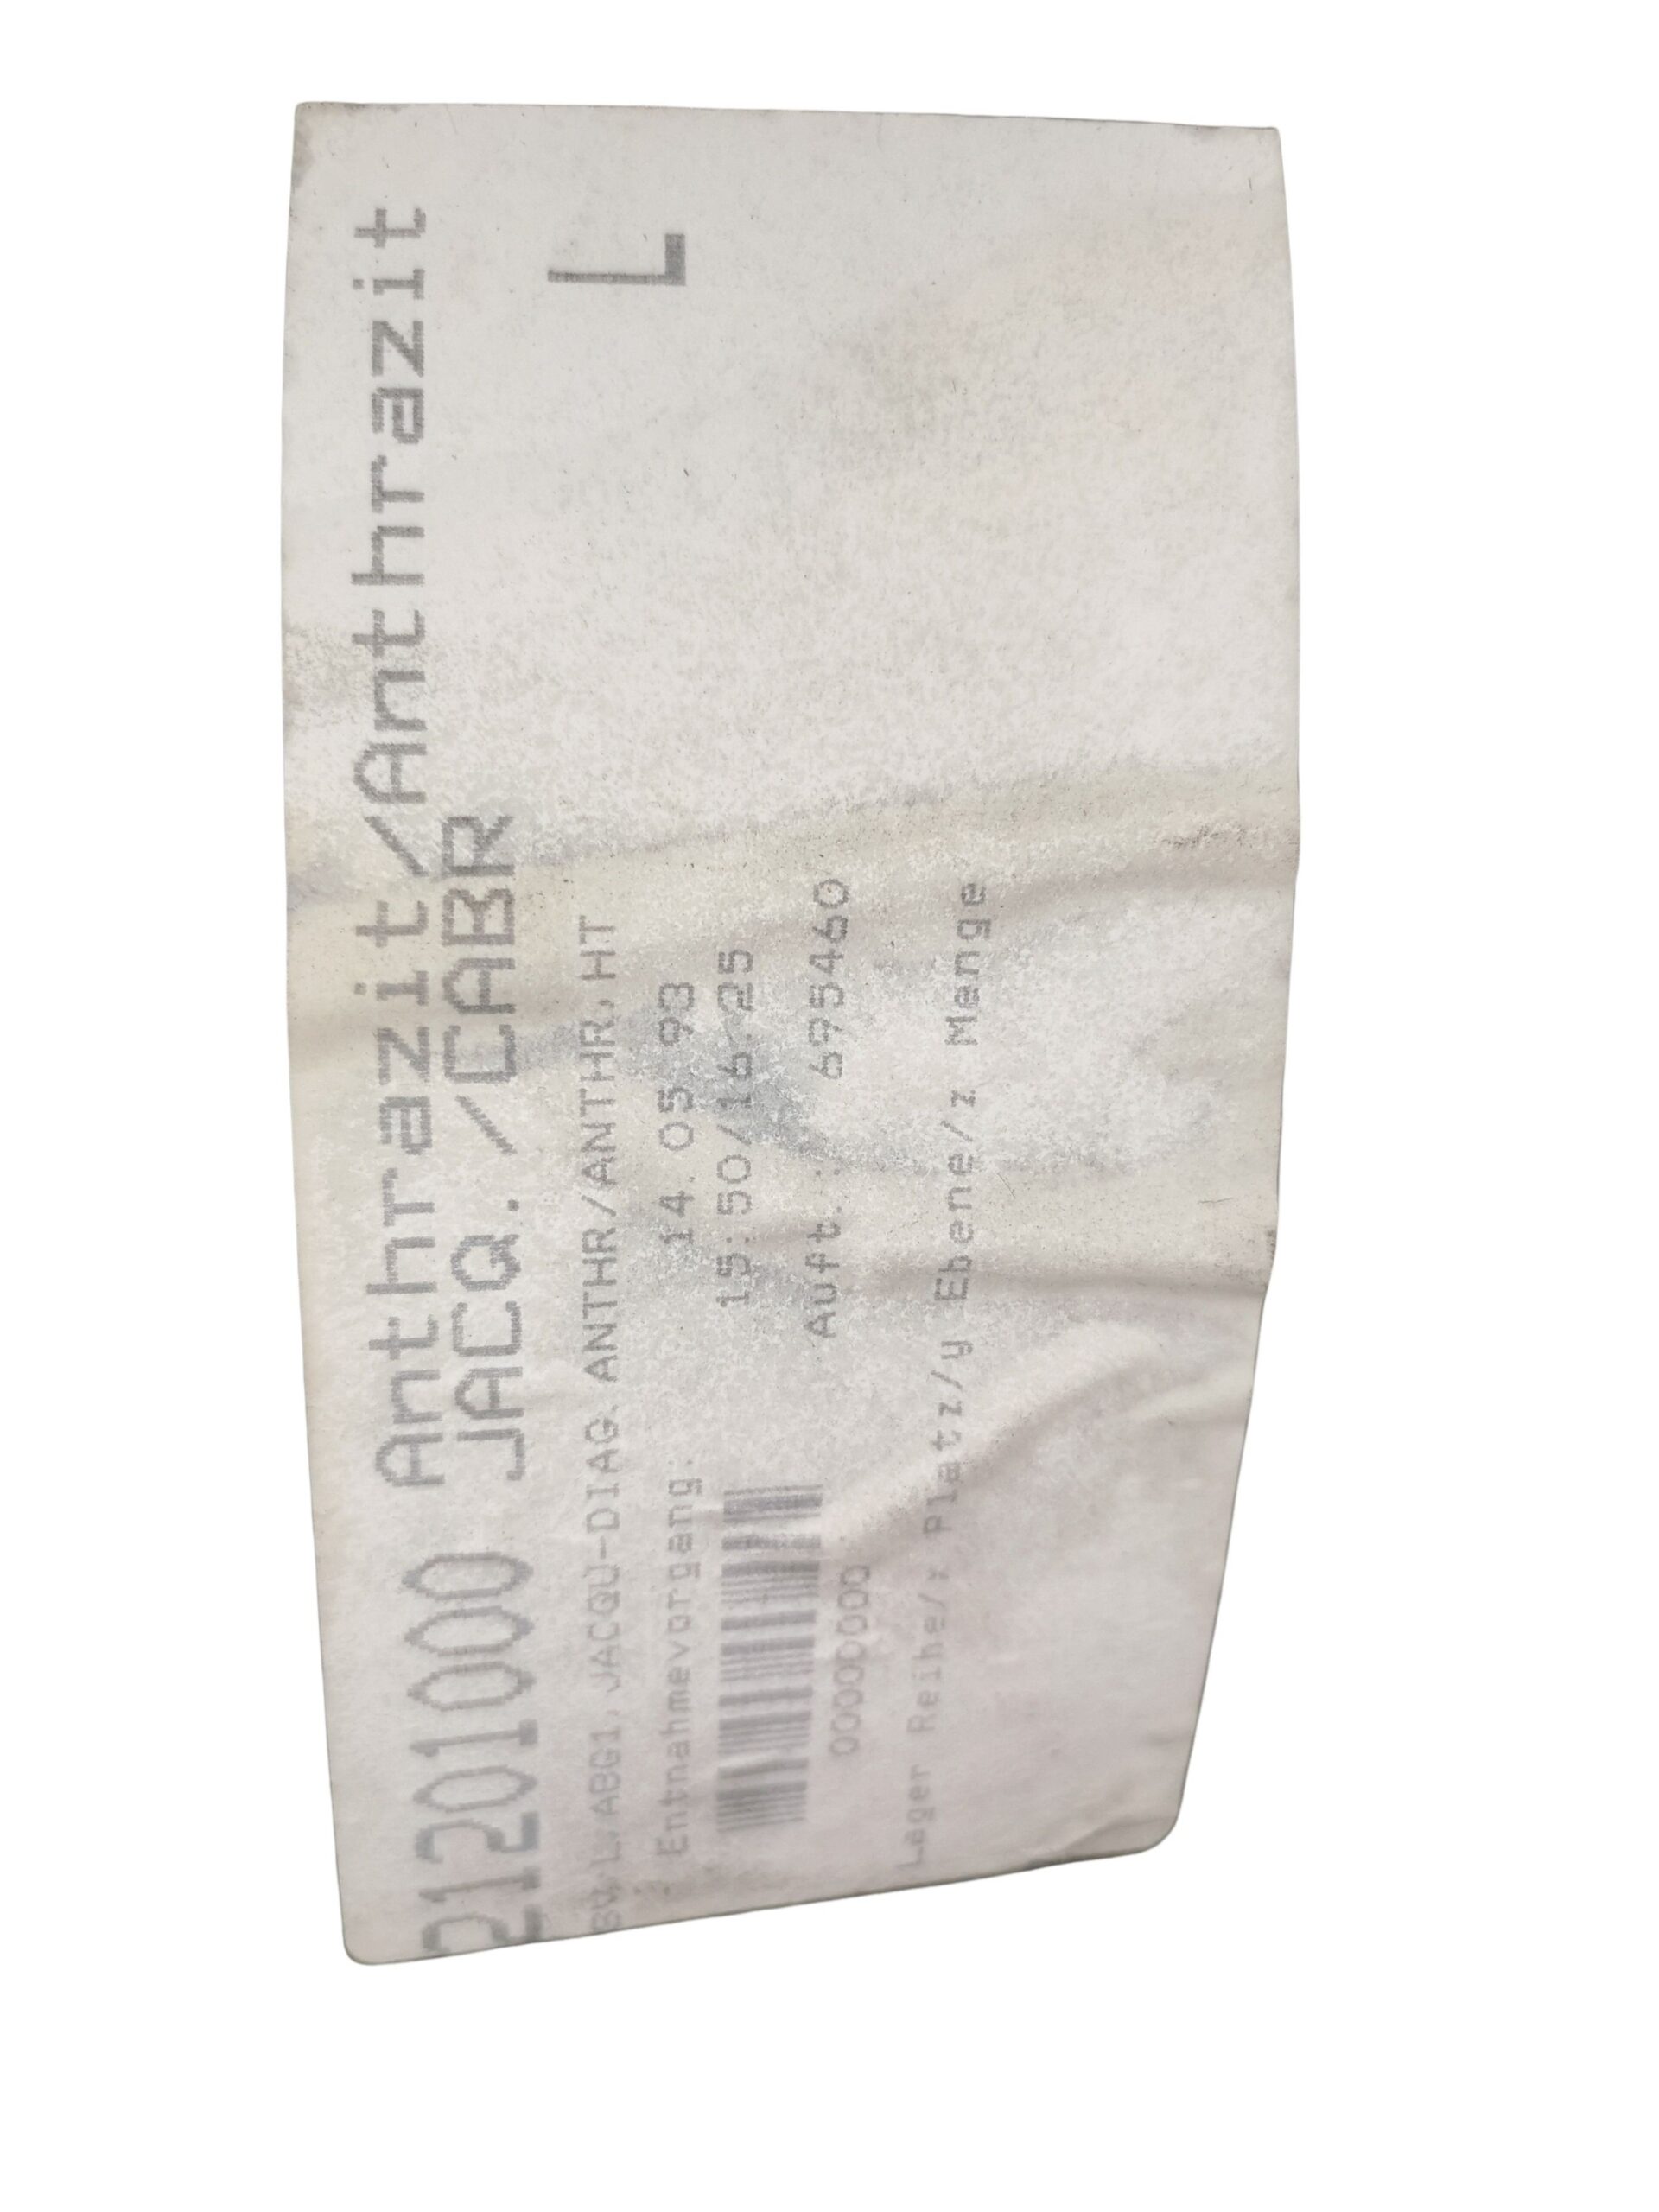 21201000 Anthrazit/Anthrazit
JACQ./CABR
L
ABG1, JACQU-DIAG. ANTHR/ANTHR, HT
Entnahmevorgang: 14.05.93
15:50/16.25
Auft.: 695460
00000000
Lager Reihe/x Platz/y Ebene/z Menge